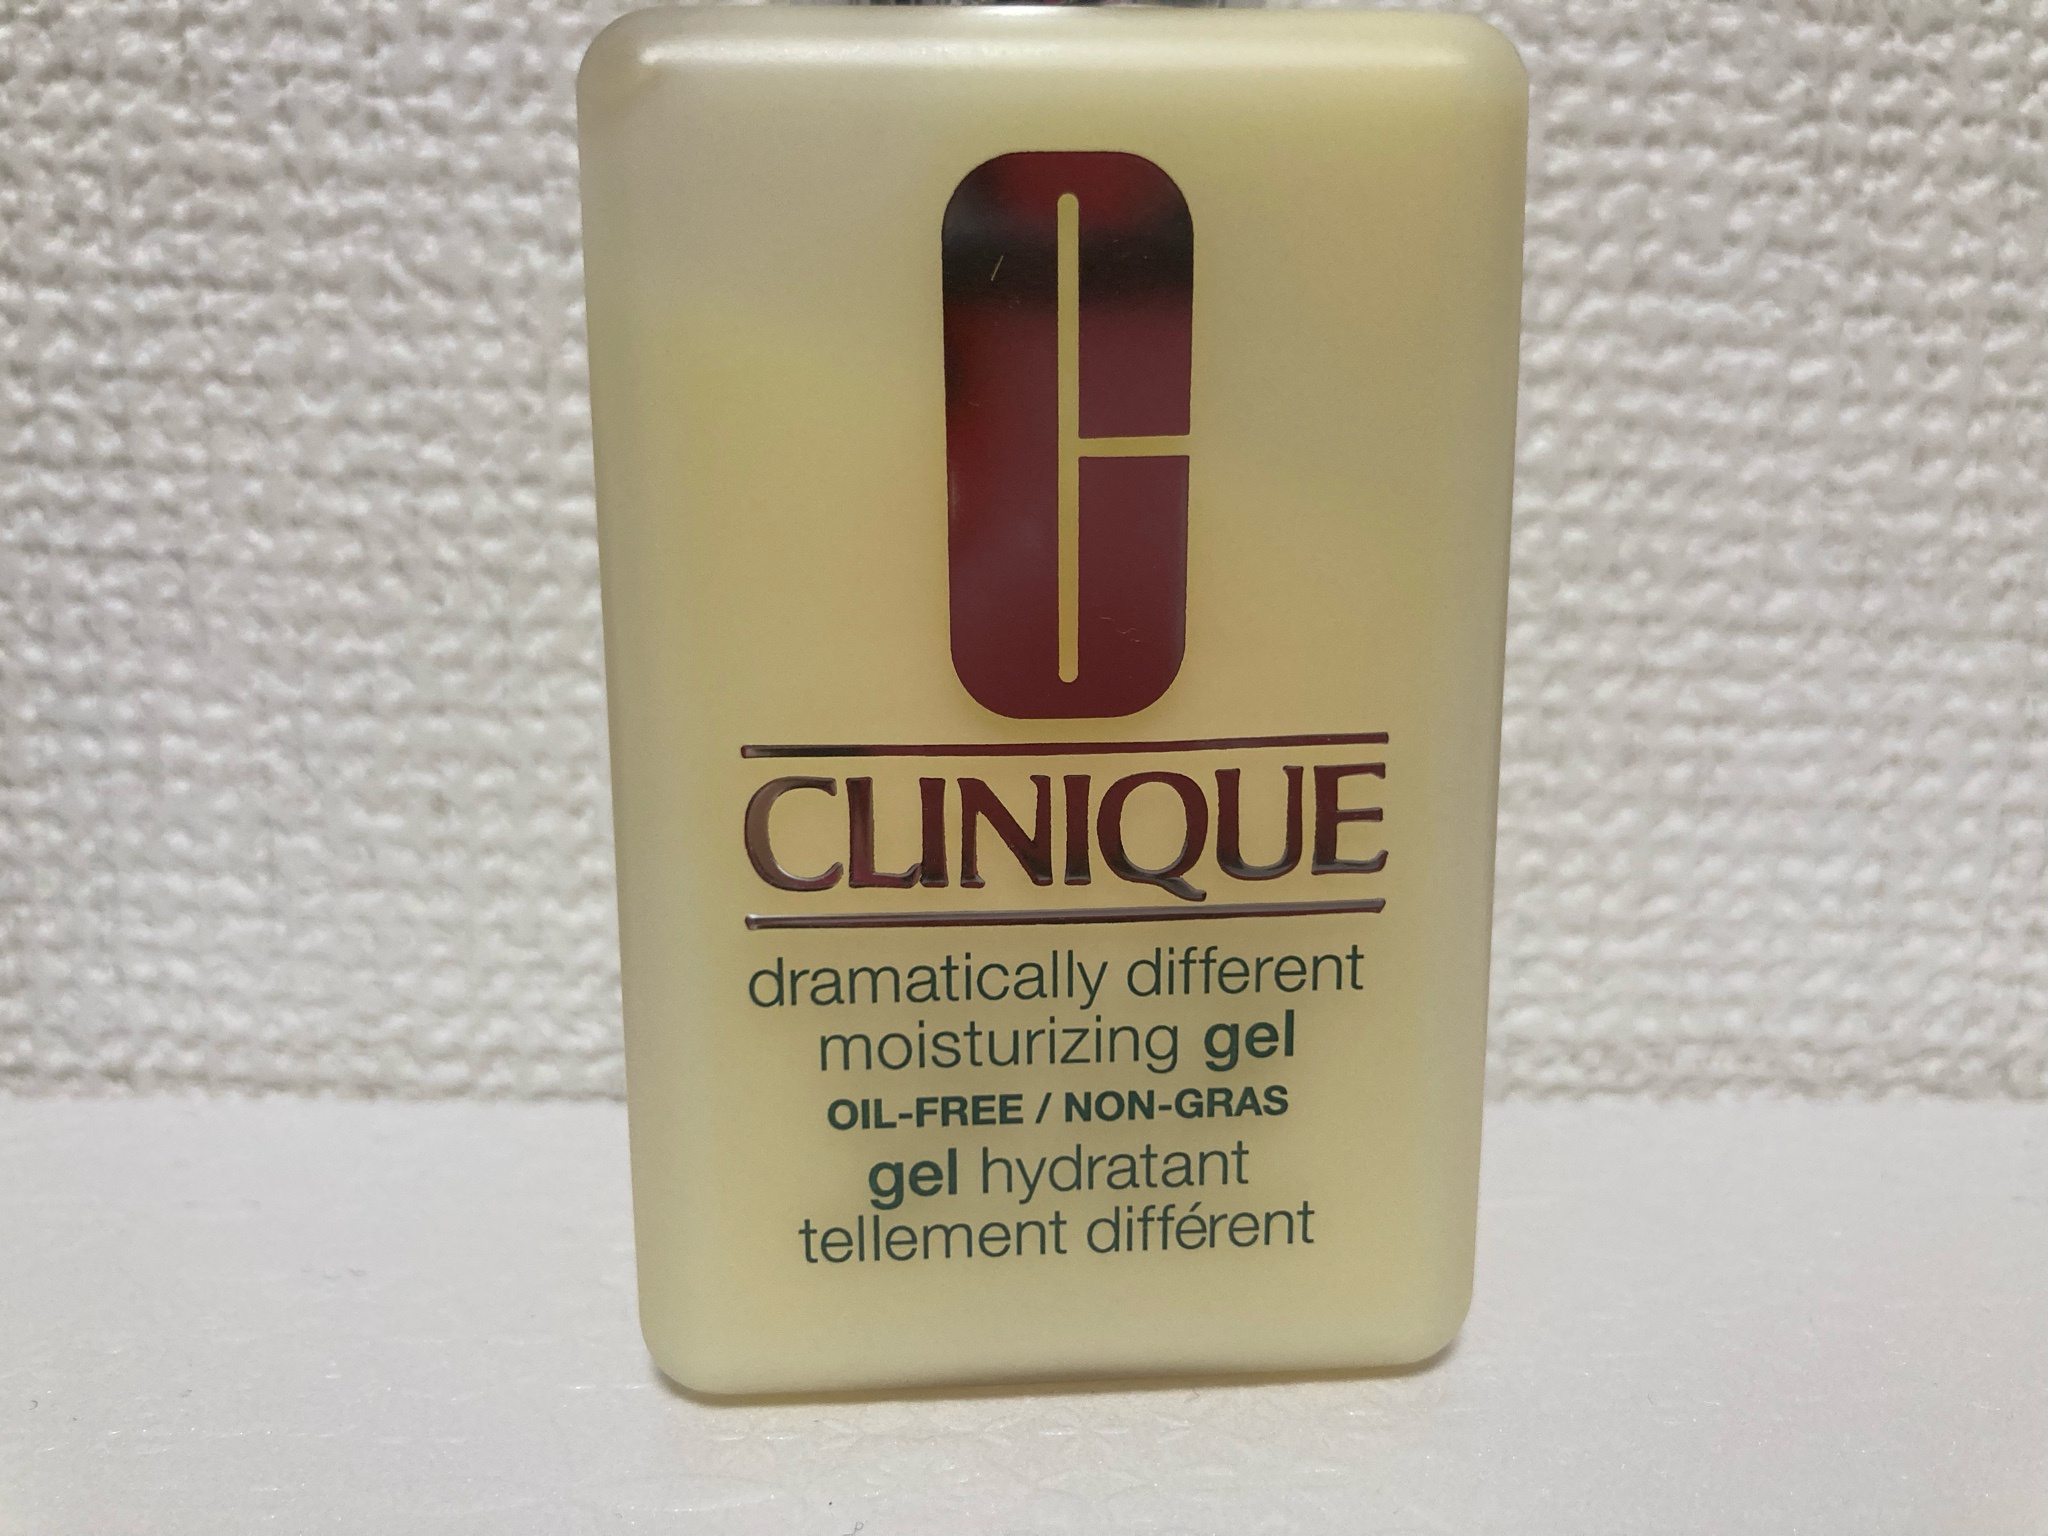 C
CLINIQUE
dramatically different
moisturizing gel
OIL-FREE / NON-GRAS
gel hydratant
tellement différent